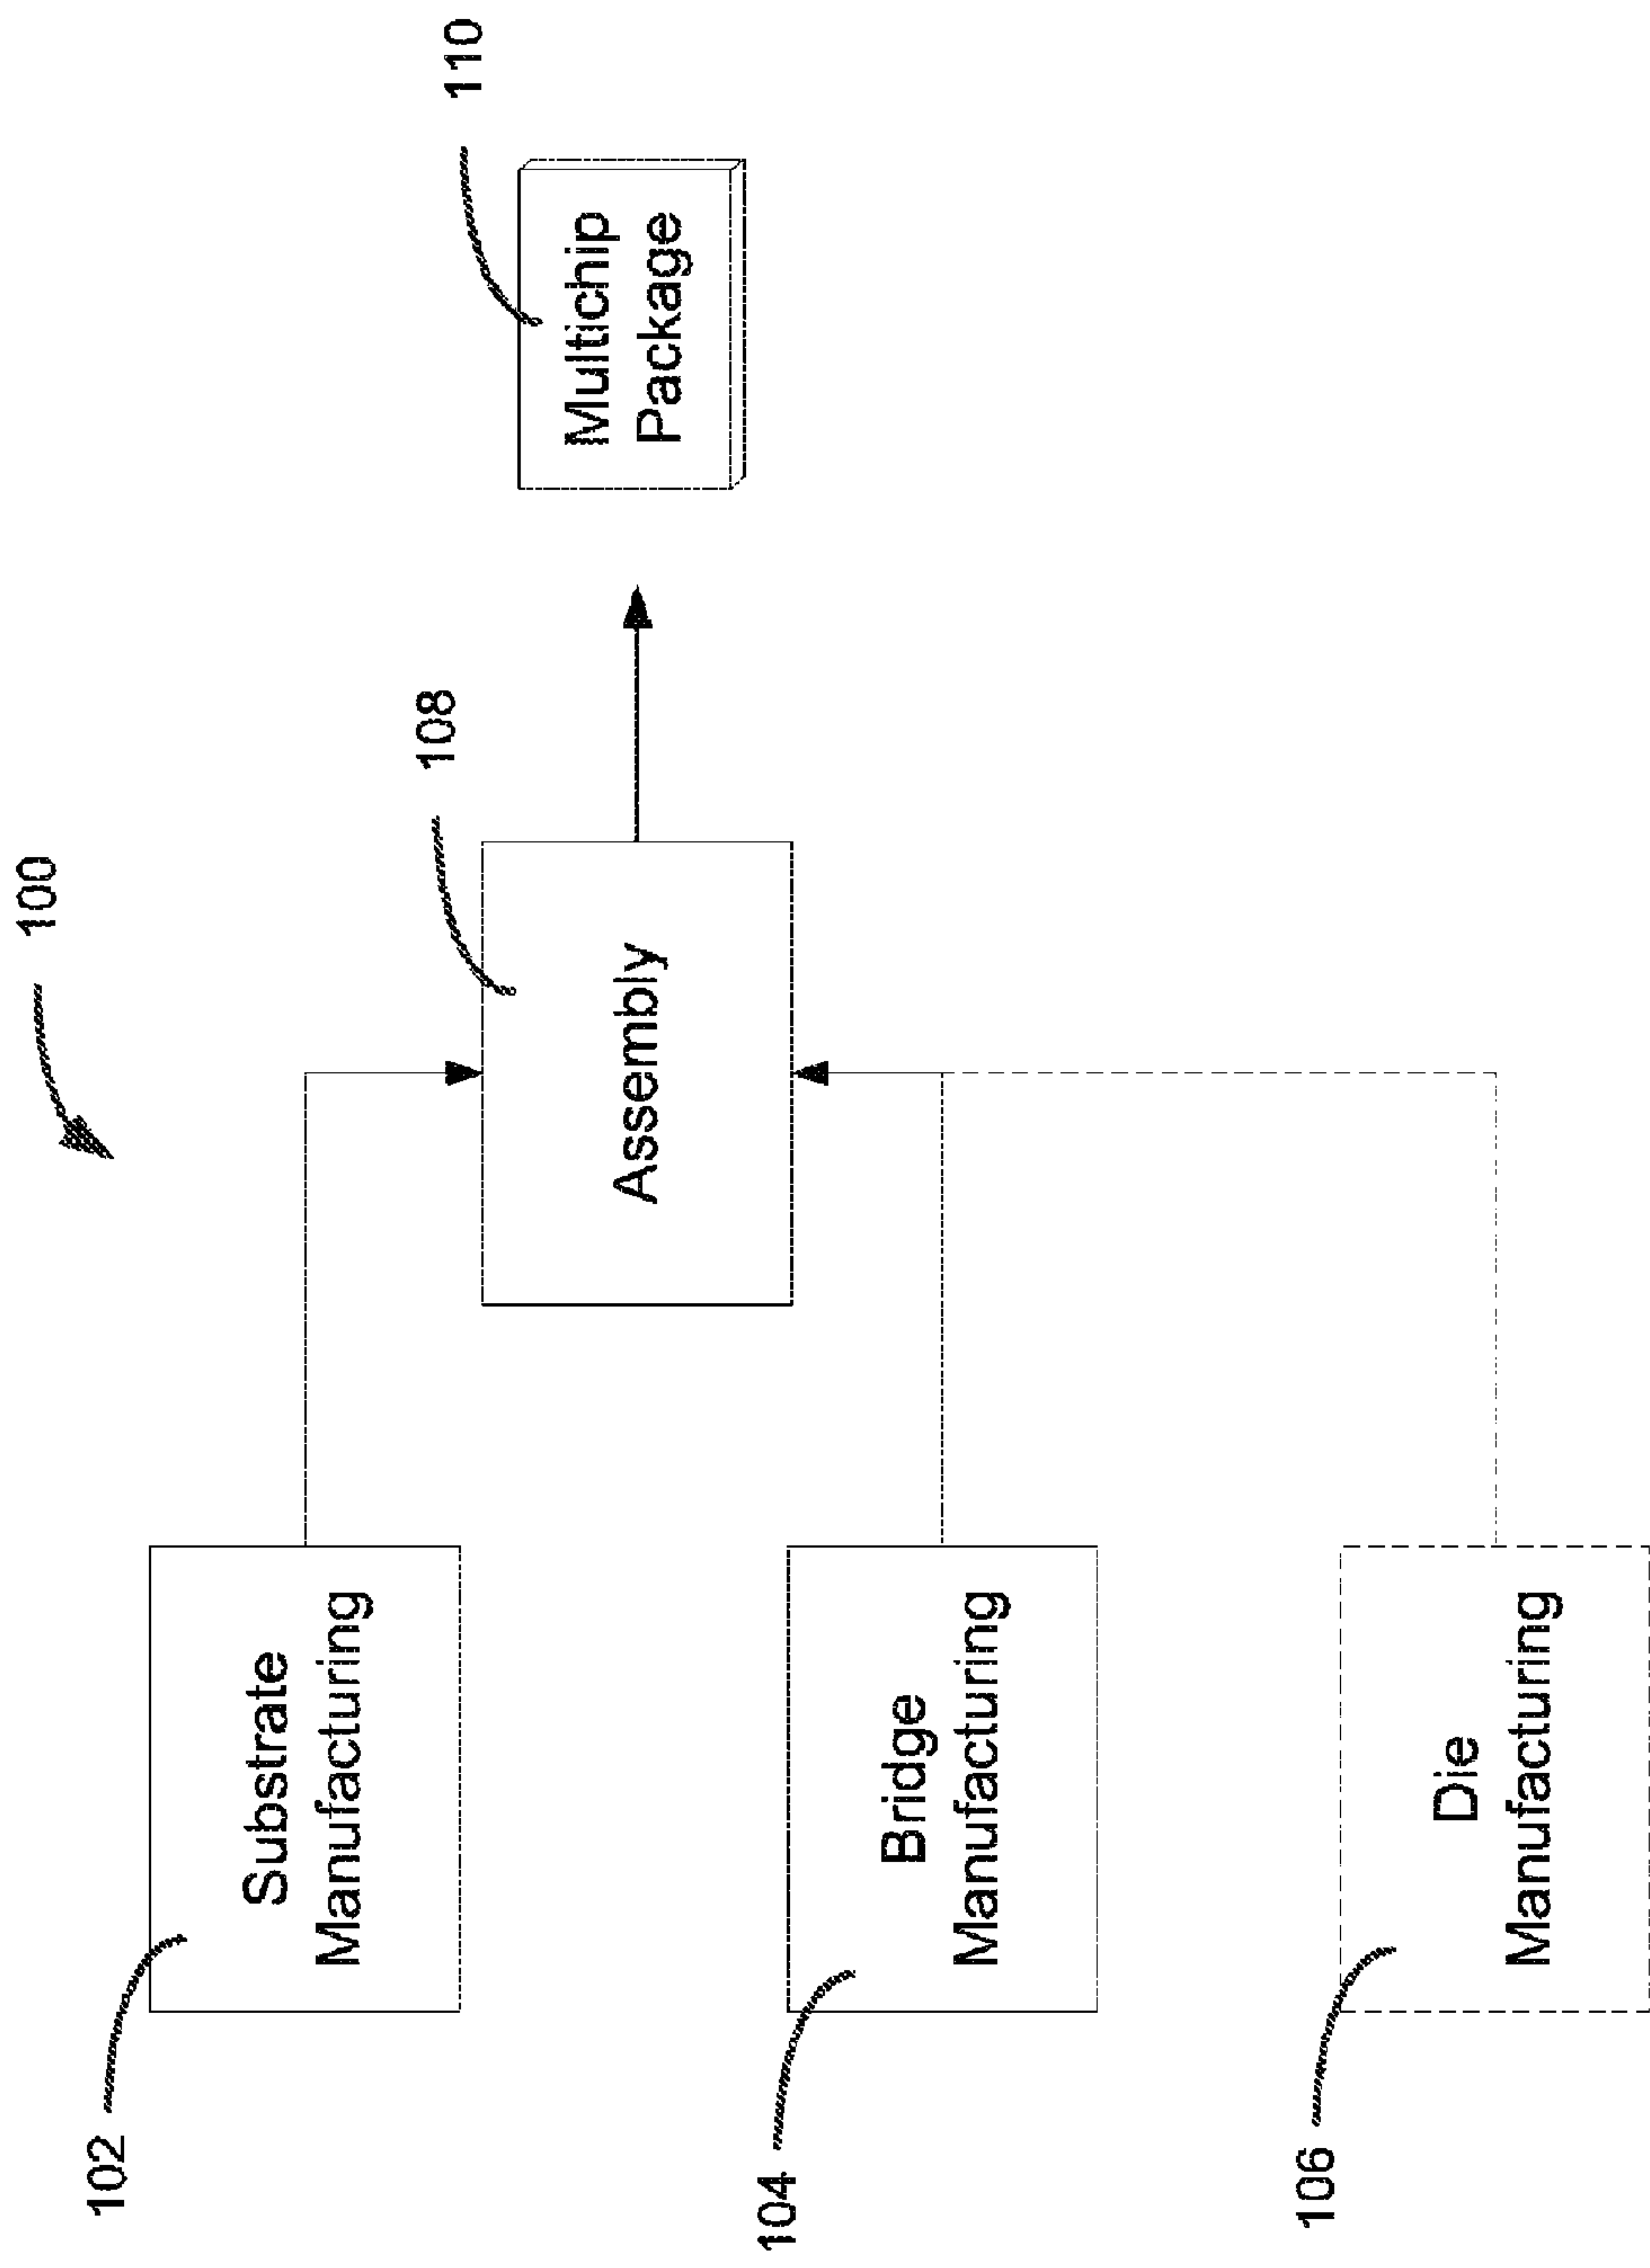 100
102
Substrate
Manufacturing
104
Bridge
Manufacturing
106
Die
Manufacturing
108
Assembly
110
Multichip
Package